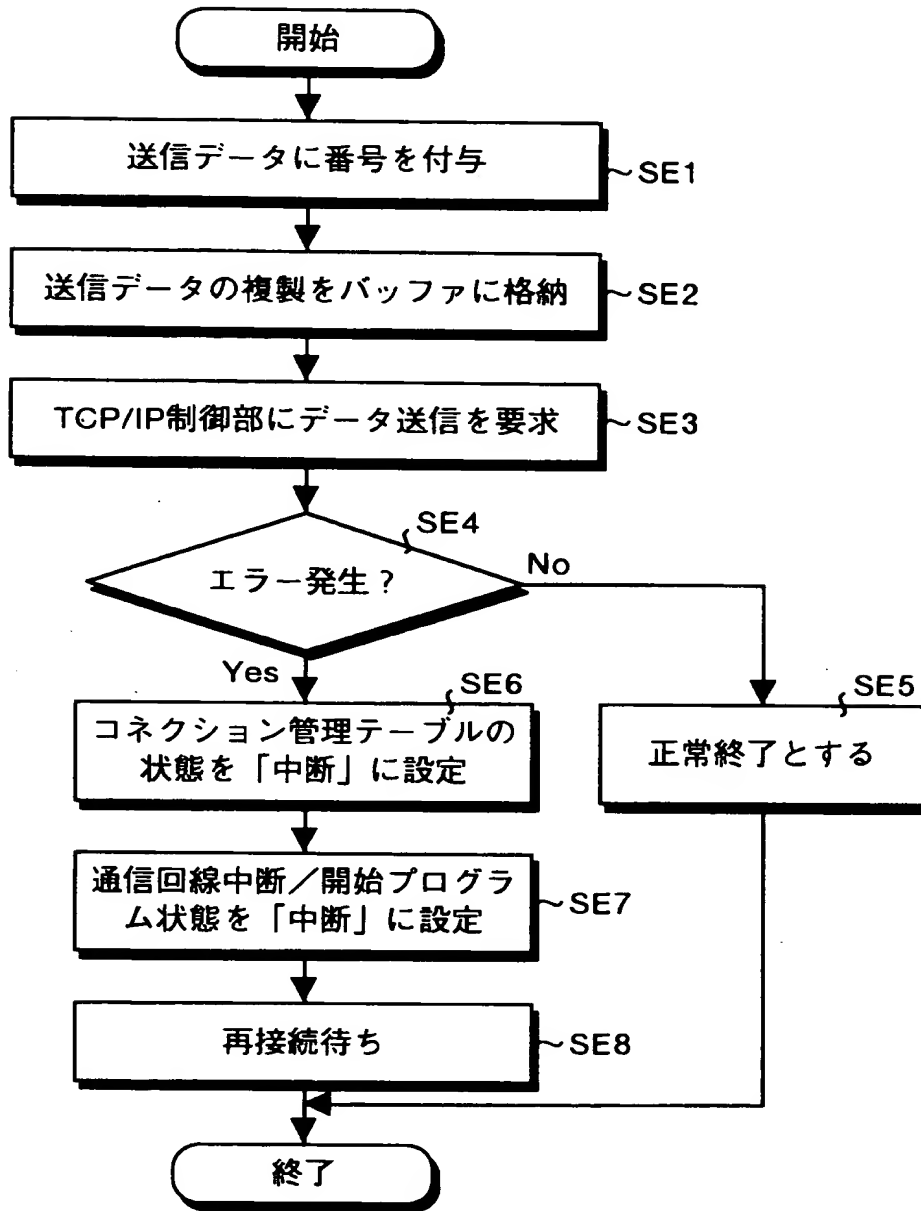 開始
送信データに番号を付与
SE1
送信データの複製をバッファに格納
SE2
TCP/IP制御部にデータ送信を要求
SE3
SE4
エラー発生？
No
Yes
SE6
コネクション管理テーブルの
状態を「中断」に設定
SE5
正常終了とする
通信回線中断／開始プログラ
ム状態を「中断」に設定
SE7
再接続待ち
SE8
終了